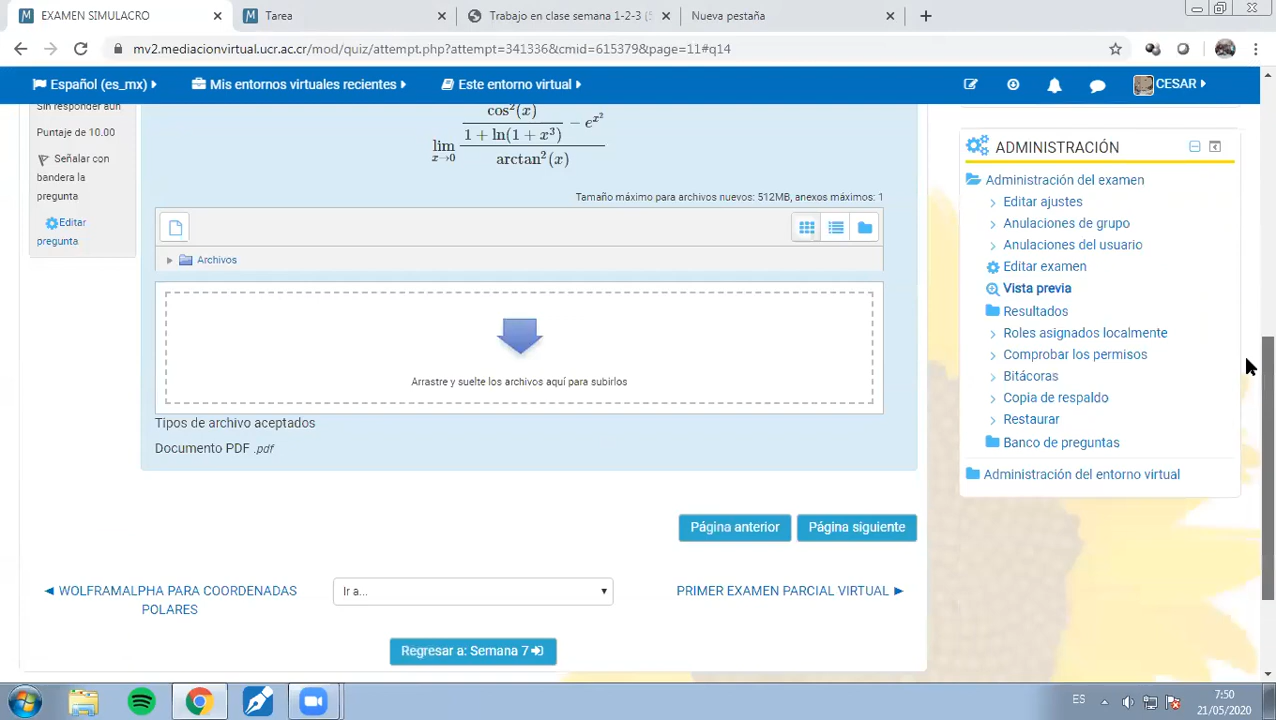 EXAMEN SIMULACRO
Tarea
Trabajo en clase semana 1-2-3 (
Nueva pestaña
mv2.mediacionvirtual.ucr.ac.cr/mod/quiz/attempt.php?attempt=341336&cmid=615379&page=11#q14
Español (es_mx)
Mis entornos virtuales recientes
Este entorno virtual
CESAR
Sin responder aún
Puntaje de 10.00
Señalar con
bandera la
pregunta
Editar
pregunta
lim x→0 ((cos²(x))/(1 + ln(1 + x³)) − e^(x²))/(arctan²(x))
Tamaño máximo para archivos nuevos: 512MB, anexos máximos: 1
Archivos
Arrastre y suelte los archivos aquí para subirlos
Tipos de archivo aceptados
Documento PDF .pdf
Página anterior
Página siguiente
◄ WOLFRAMALPHA PARA COORDENADAS
POLARES
Ir a...
PRIMER EXAMEN PARCIAL VIRTUAL ►
Regresar a: Semana 7
ADMINISTRACIÓN
Administración del examen
Editar ajustes
Anulaciones de grupo
Anulaciones del usuario
Editar examen
Vista previa
Resultados
Roles asignados localmente
Comprobar los permisos
Bitácoras
Copia de respaldo
Restaurar
Banco de preguntas
Administración del entorno virtual
ES
7:50
21/05/2020